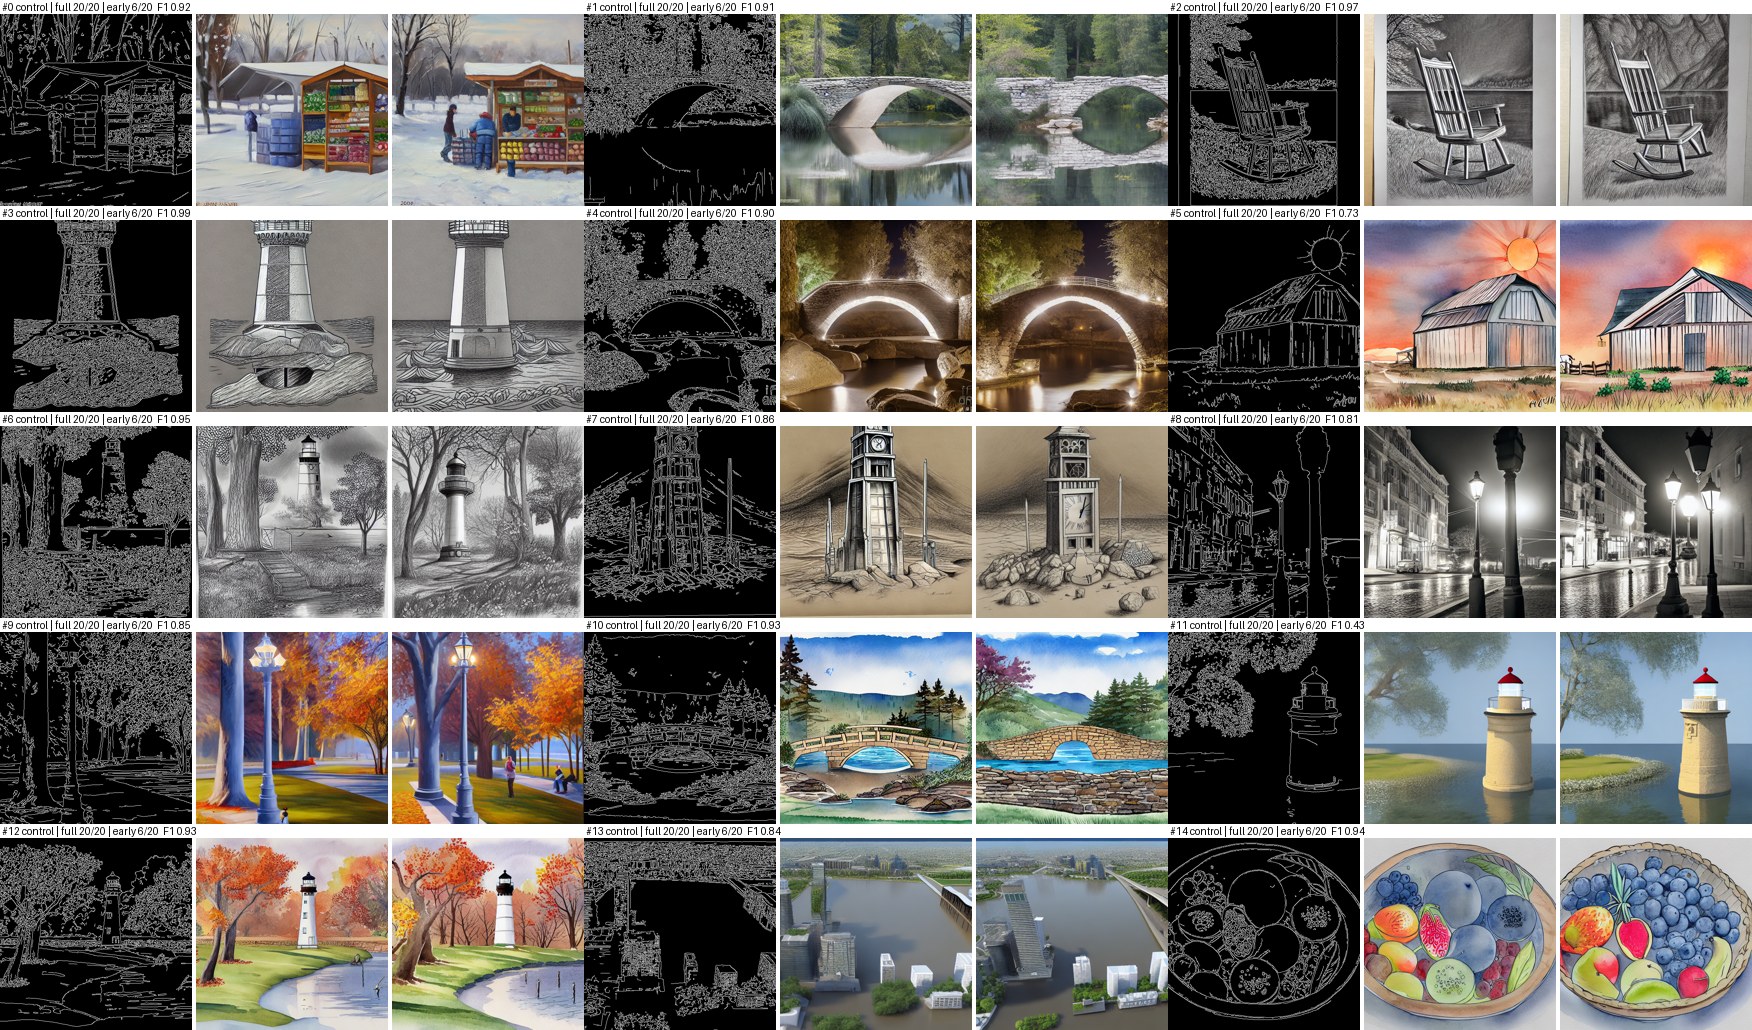 #0 control | full 20/20 | early 6/20 F1 0.92
#1 control | full 20/20 | early 6/20 F1 0.91
#2 control | full 20/20 | early 6/20 F1 0.97
#3 control | full 20/20 | early 6/20 F1 0.99
#4 control | full 20/20 | early 6/20 F1 0.90
#5 control | full 20/20 | early 6/20 F1 0.73
#6 control | full 20/20 | early 6/20 F1 0.95
#7 control | full 20/20 | early 6/20 F1 0.86
#8 control | full 20/20 | early 6/20 F1 0.81
#9 control | full 20/20 | early 6/20 F1 0.85
#10 control | full 20/20 | early 6/20 F1 0.93
#11 control | full 20/20 | early 6/20 F1 0.43
#12 control | full 20/20 | early 6/20 F1 0.93
#13 control | full 20/20 | early 6/20 F1 0.84
#14 control | full 20/20 | early 6/20 F1 0.94